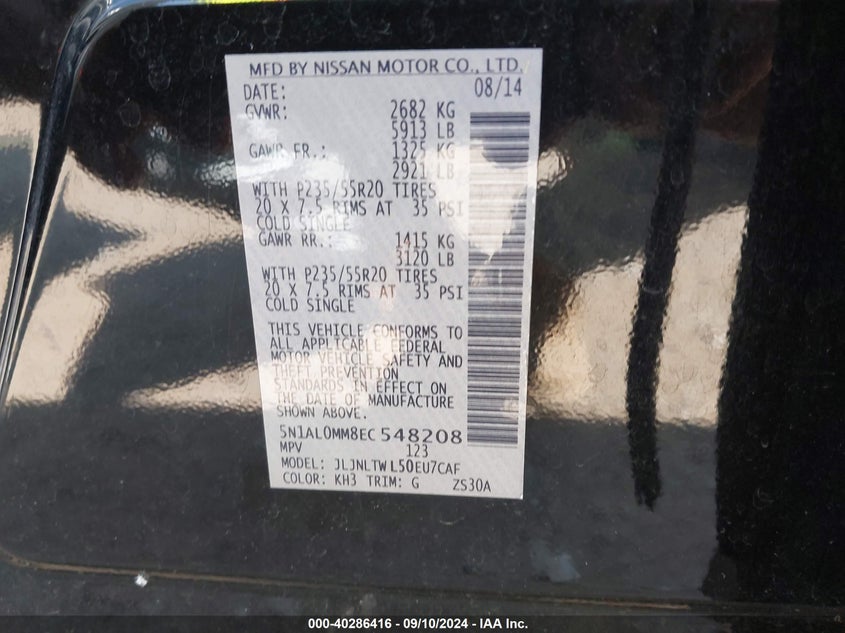 MFD BY NISSAN MOTOR CO., LTD.
DATE: 08/14
GVWR: 2682 KG
5913 LB
GAWR FR.: 1325 KG
2921 LB
WITH P235/55R20 TIRES
20 X 7.5 RIMS AT 35 PSI
COLD SINGLE
GAWR RR.: 1415 KG
3120 LB
WITH P235/55R20 TIRES
20 X 7.5 RIMS AT 35 PSI
COLD SINGLE
THIS VEHICLE CONFORMS TO
ALL APPLICABLE FEDERAL
MOTOR VEHICLE SAFETY AND
THEFT PREVENTION
STANDARDS IN EFFECT ON
THE DATE OF MANUFACTURE
SHOWN ABOVE.
5N1AL0MM8EC548208
MPV 123
MODEL: JLJNLTWL50EU7CAF
COLOR: KH3 TRIM: G ZS30A
000-40286416 - 09/10/2024 - IAA Inc.